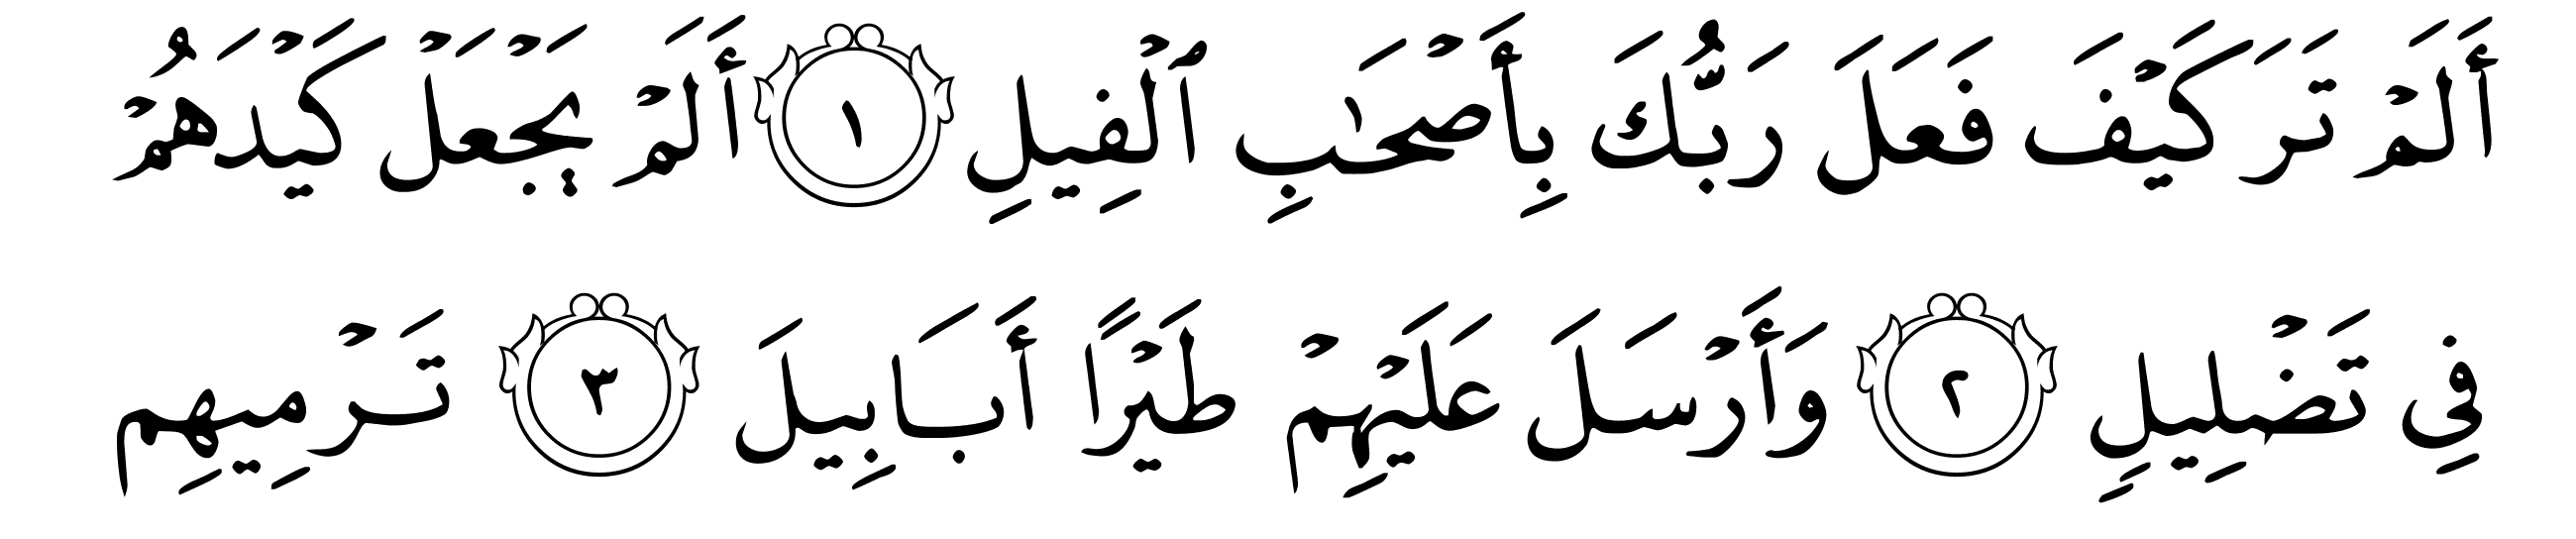 أَلَمْ تَرَ كَيْفَ فَعَلَ رَبُّكَ بِأَصْحَٰبِ ٱلْفِيلِ ١ أَلَمْ يَجْعَلْ كَيْدَهُمْ
فِي تَضْلِيلٍ ٢ وَأَرْسَلَ عَلَيْهِمْ طَيْرًا أَبَابِيلَ ٣ تَرْمِيهِم